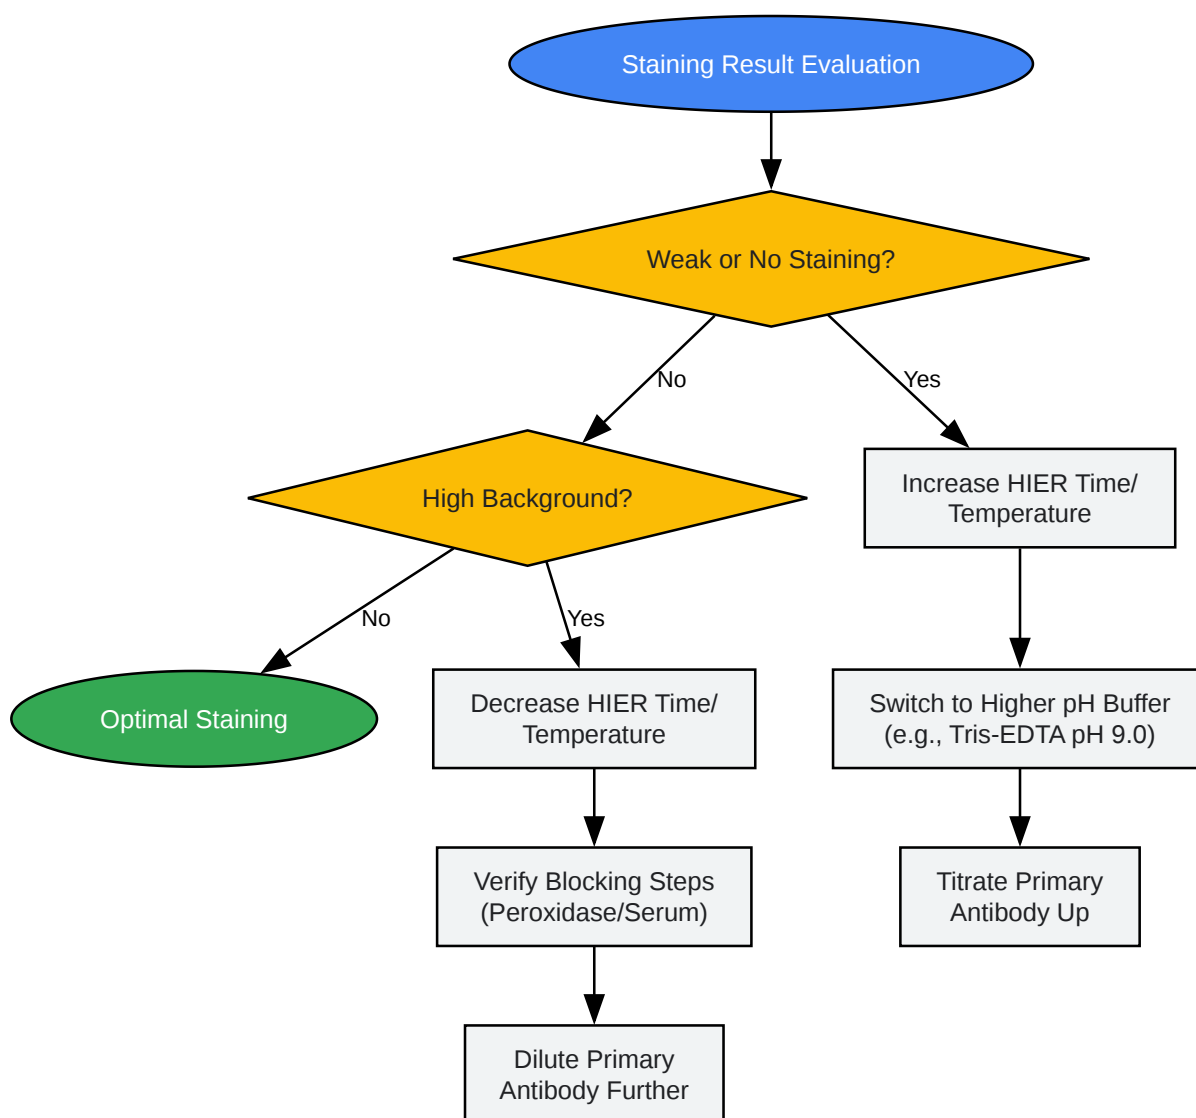 Staining Result Evaluation
Weak or No Staining?
No
Yes
High Background?
Increase HIER Time/
Temperature
No
Yes
Optimal Staining
Decrease HIER Time/
Temperature
Switch to Higher pH Buffer
(e.g., Tris-EDTA pH 9.0)
Verify Blocking Steps
(Peroxidase/Serum)
Titrate Primary
Antibody Up
Dilute Primary
Antibody Further